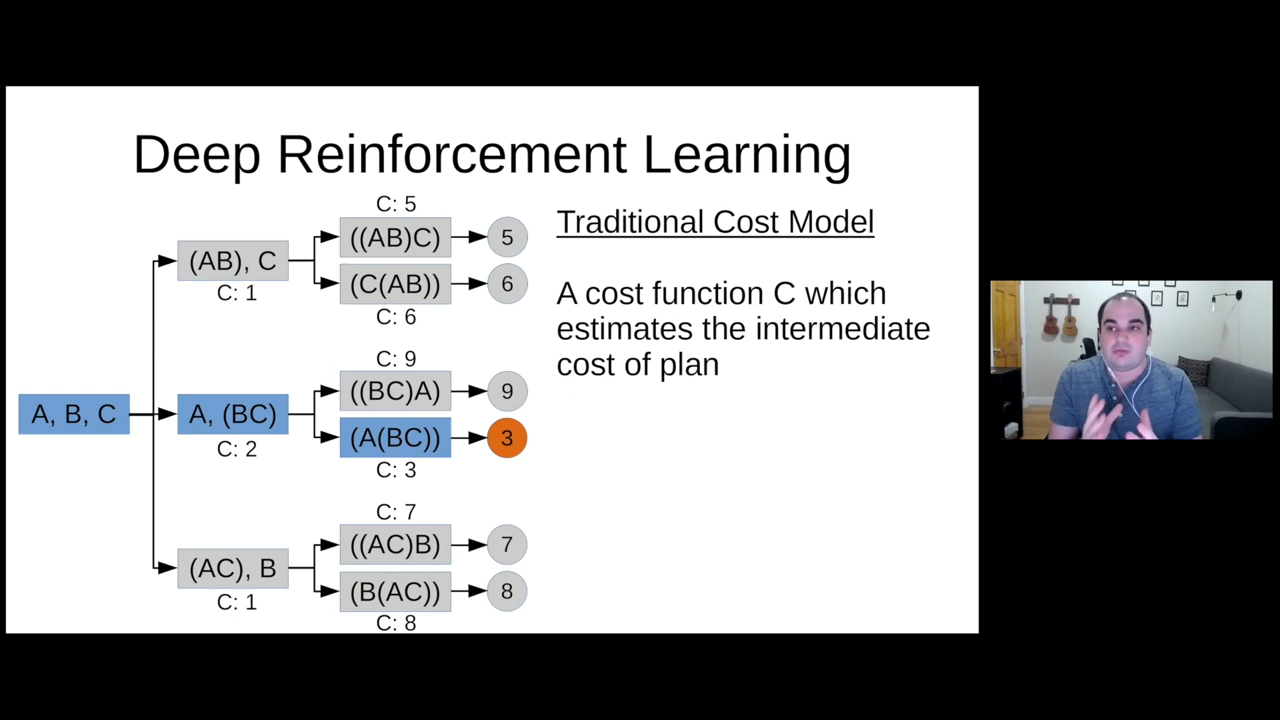 Deep Reinforcement Learning
C: 5
((AB)C)
5
(AB), C
C: 1
(C(AB))
6
C: 6
C: 9
((BC)A)
9
A, B, C
A, (BC)
C: 2
(A(BC))
3
C: 3
C: 7
((AC)B)
7
(AC), B
C: 1
(B(AC))
8
C: 8
Traditional Cost Model
A cost function C which
estimates the intermediate
cost of plan